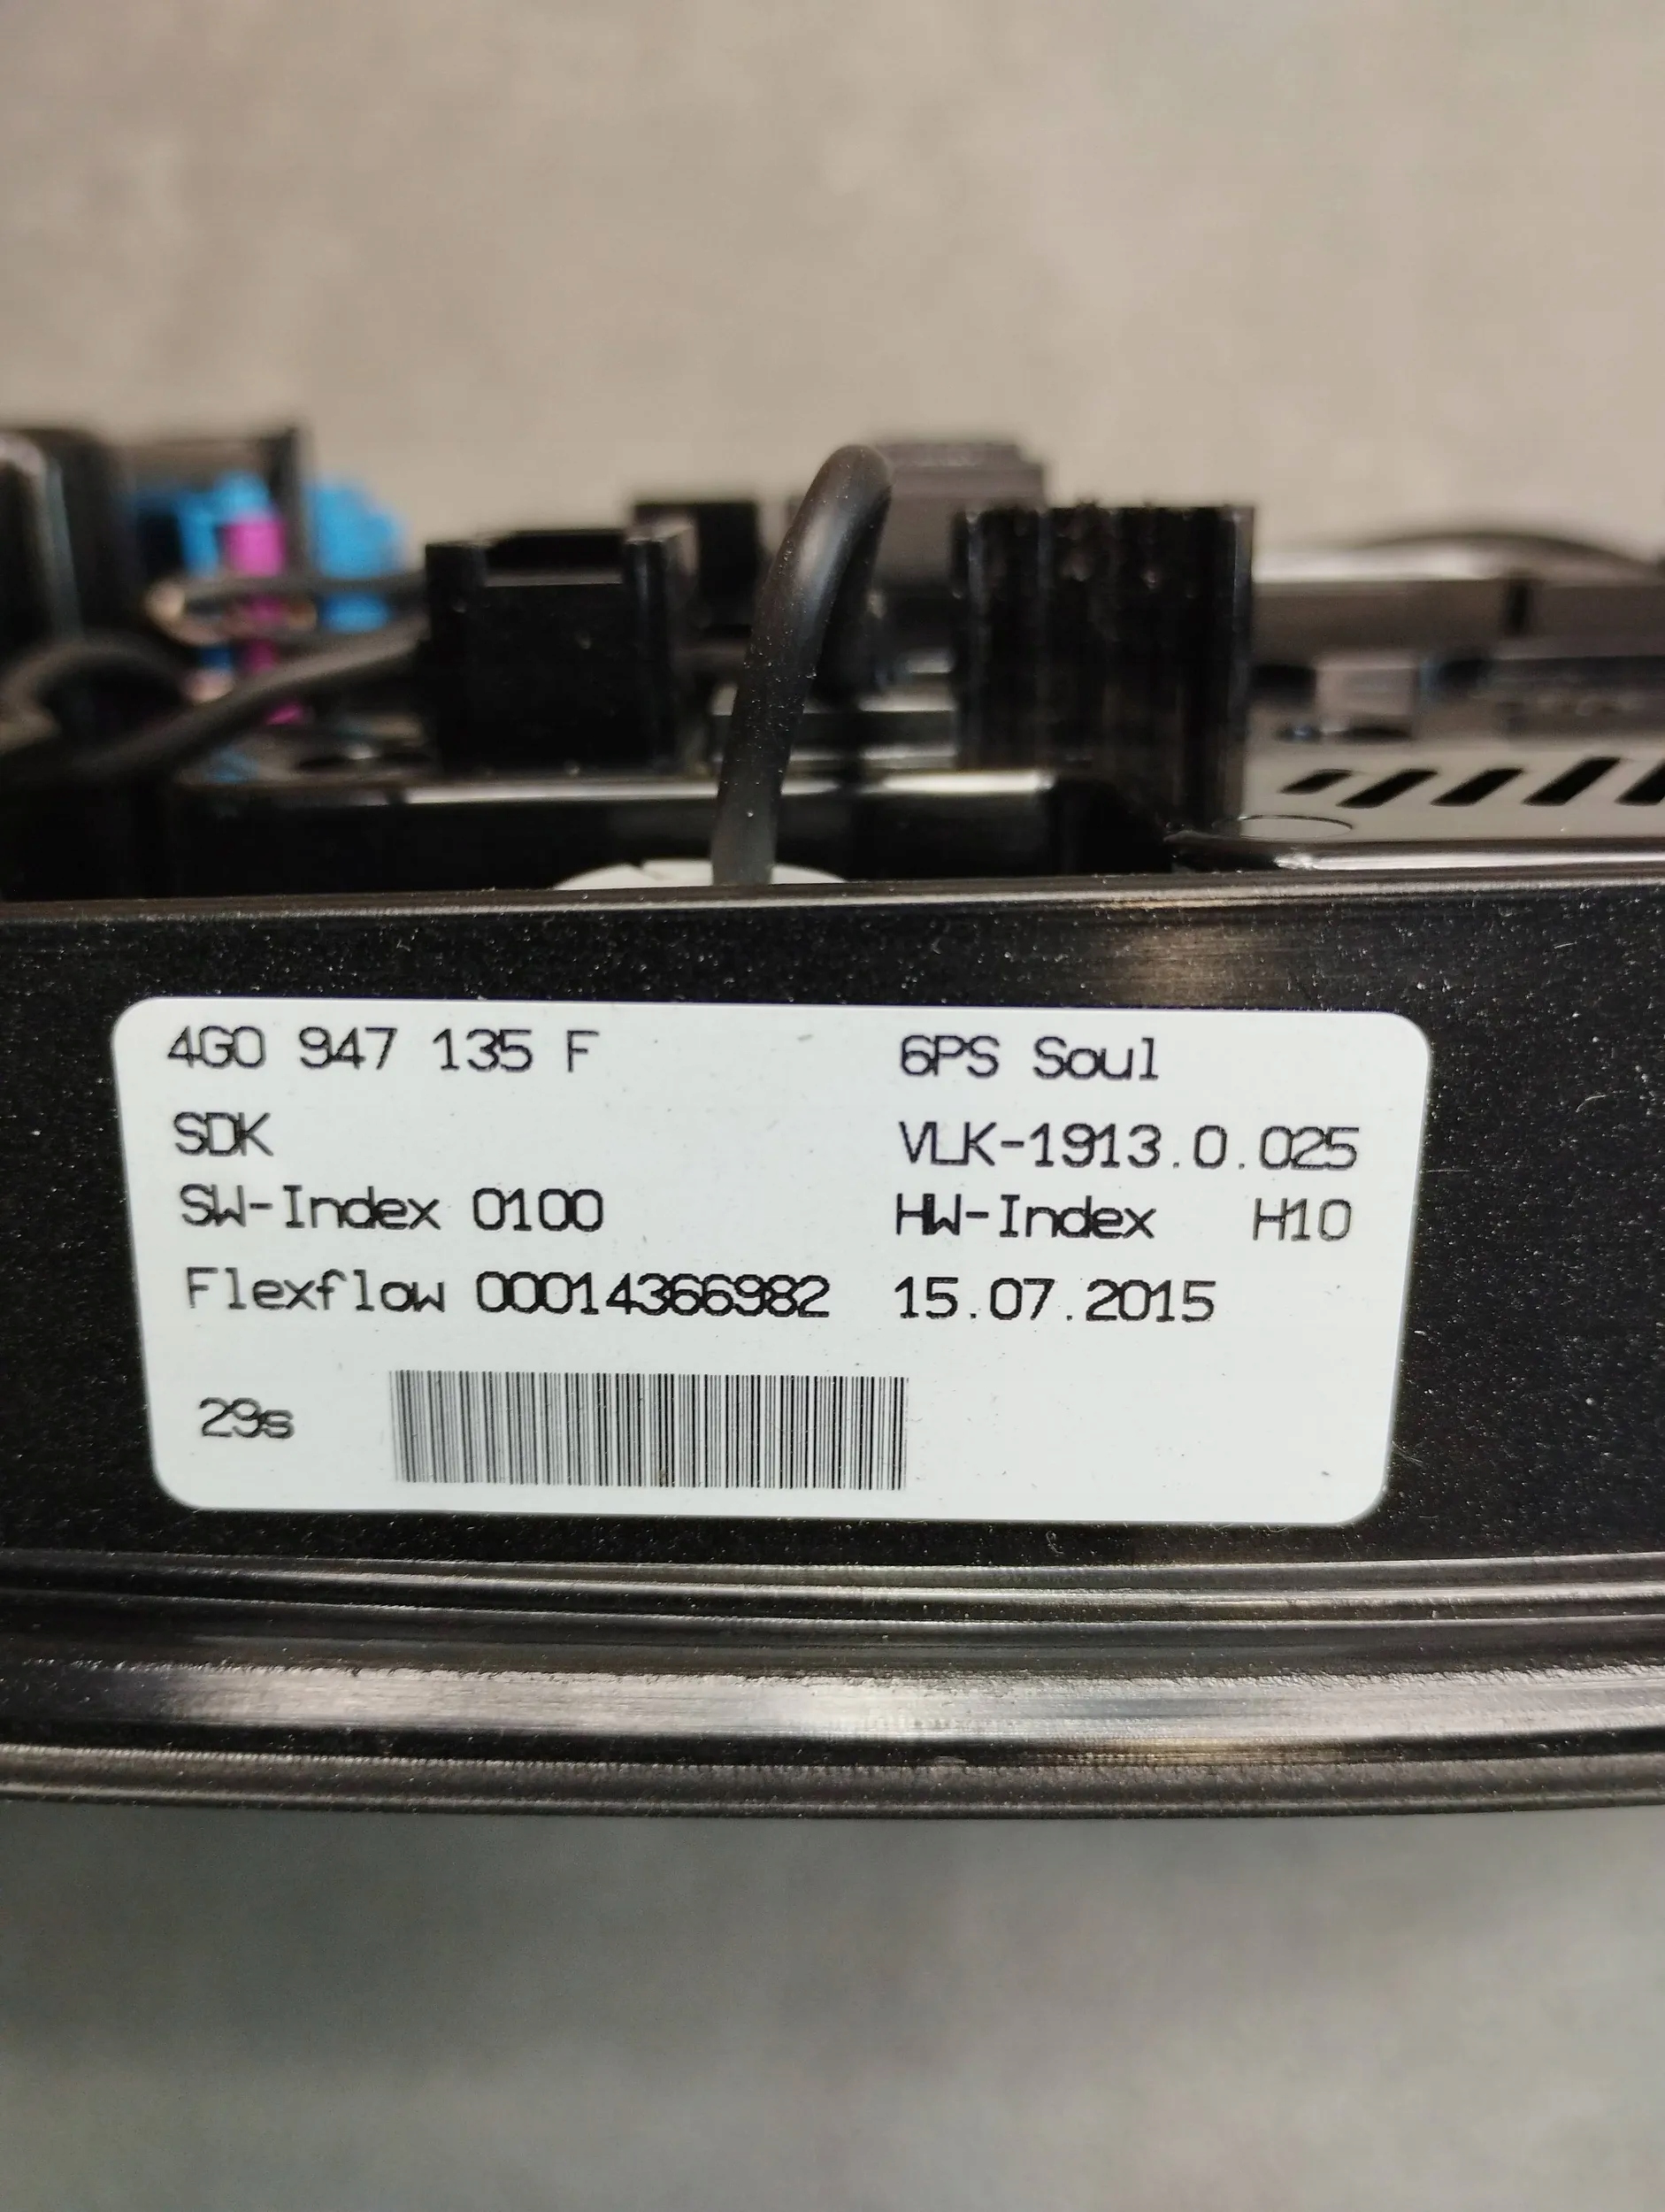 4G0 947 135 F 6PS Soul
SDK VLK-1913.0.025
SW-Index 0100 HW-Index H10
Flexflow 00014366982 15.07.2015
29s